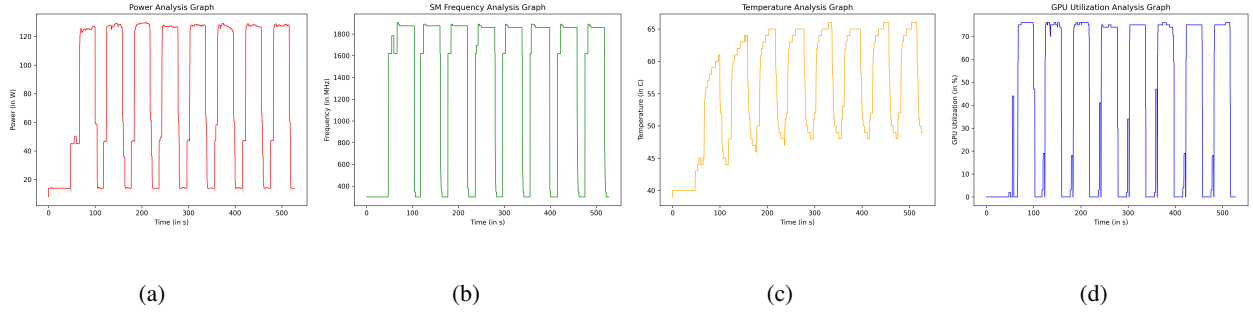 Power Analysis Graph
120
100
80
60
40
20
Power (in W)
0 100 200 300 400 500
Time (in s)
(a)
SM Frequency Analysis Graph
1800
1600
1400
1200
1000
800
600
400
Frequency (in MHz)
0 100 200 300 400 500
Time (in s)
(b)
Temperature Analysis Graph
65
60
55
50
45
40
Temperature (in C)
0 100 200 300 400 500
Time (in s)
(c)
GPU Utilization Analysis Graph
70
60
50
40
30
20
10
0
GPU Utilization (in %)
0 100 200 300 400 500
Time (in s)
(d)